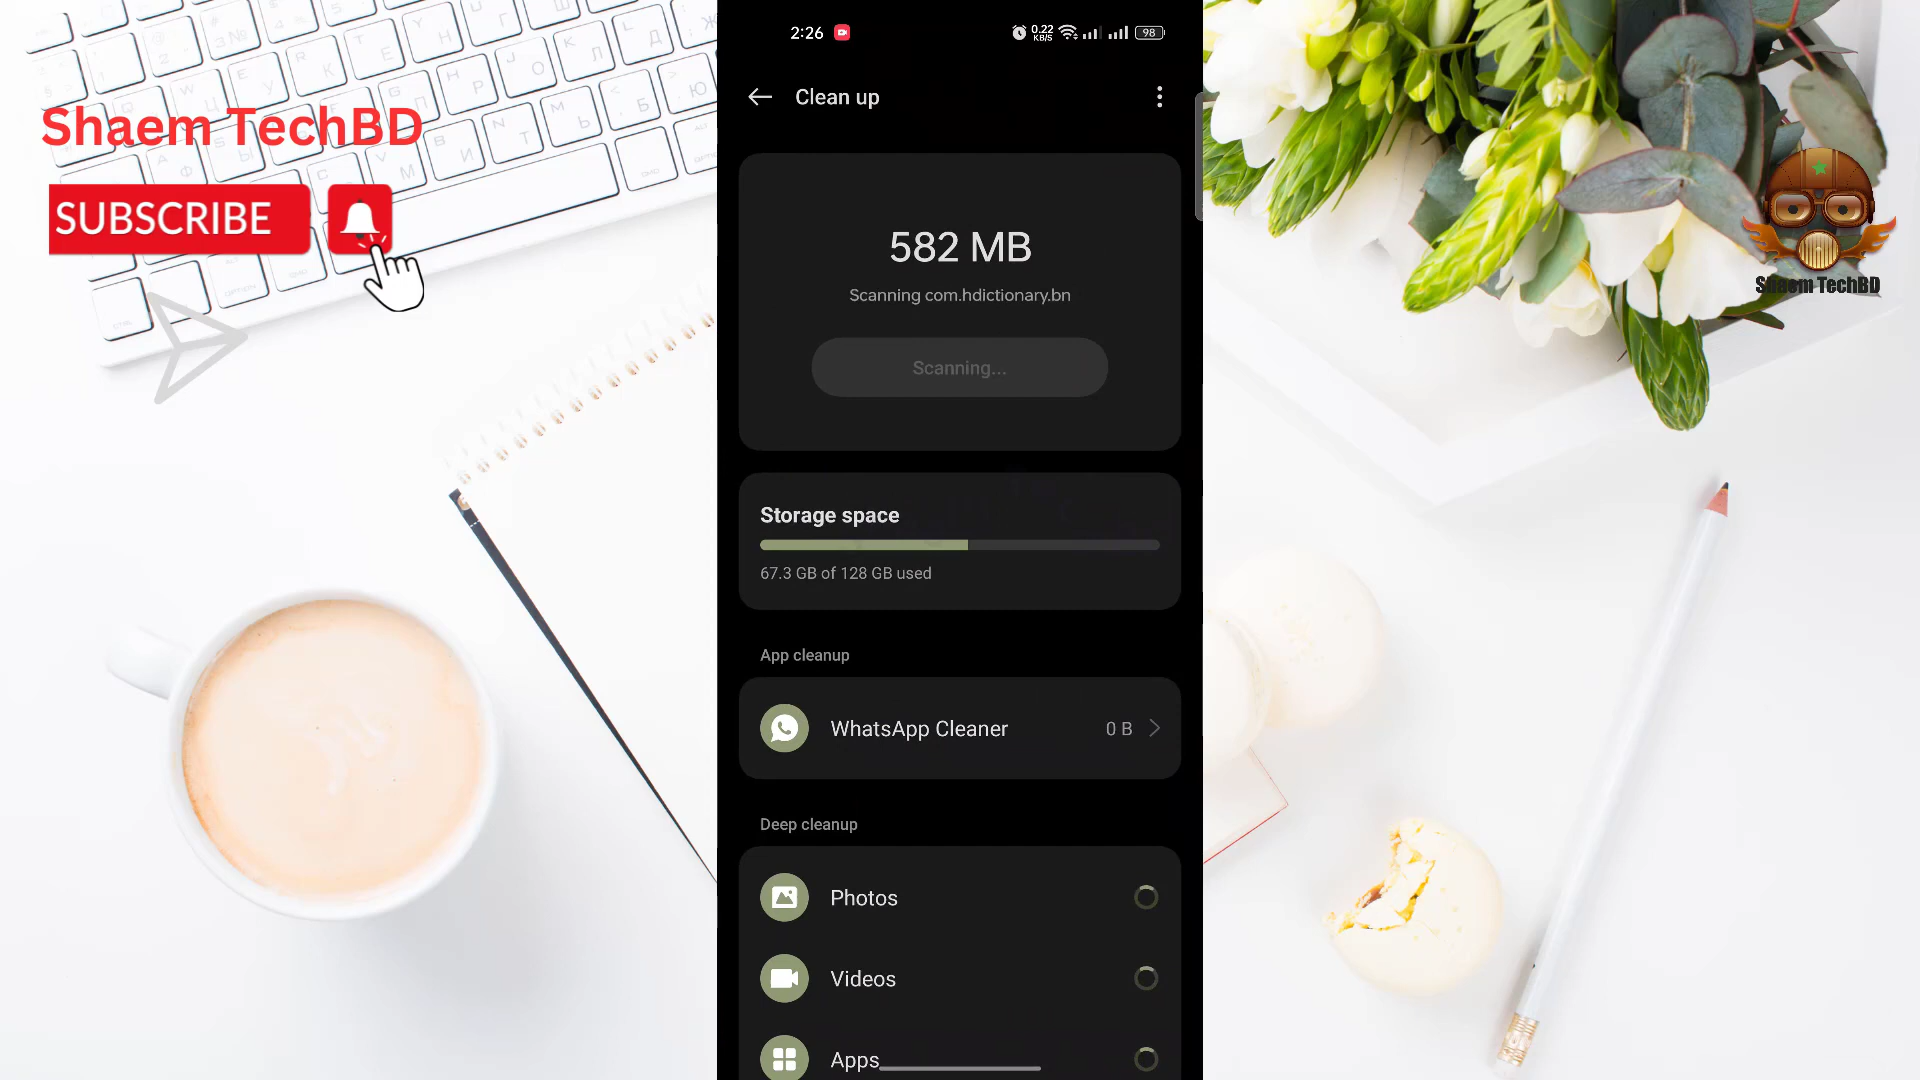 Shaem TechBD
SUBSCRIBE
2:26
0.22
KB/S
98
Clean up
582 MB
Scanning com.hdictionary.bn
Scanning...
Storage space
67.3 GB of 128 GB used
App cleanup
WhatsApp Cleaner
0 B
Deep cleanup
Photos
Videos
Apps
Shaem TechBD